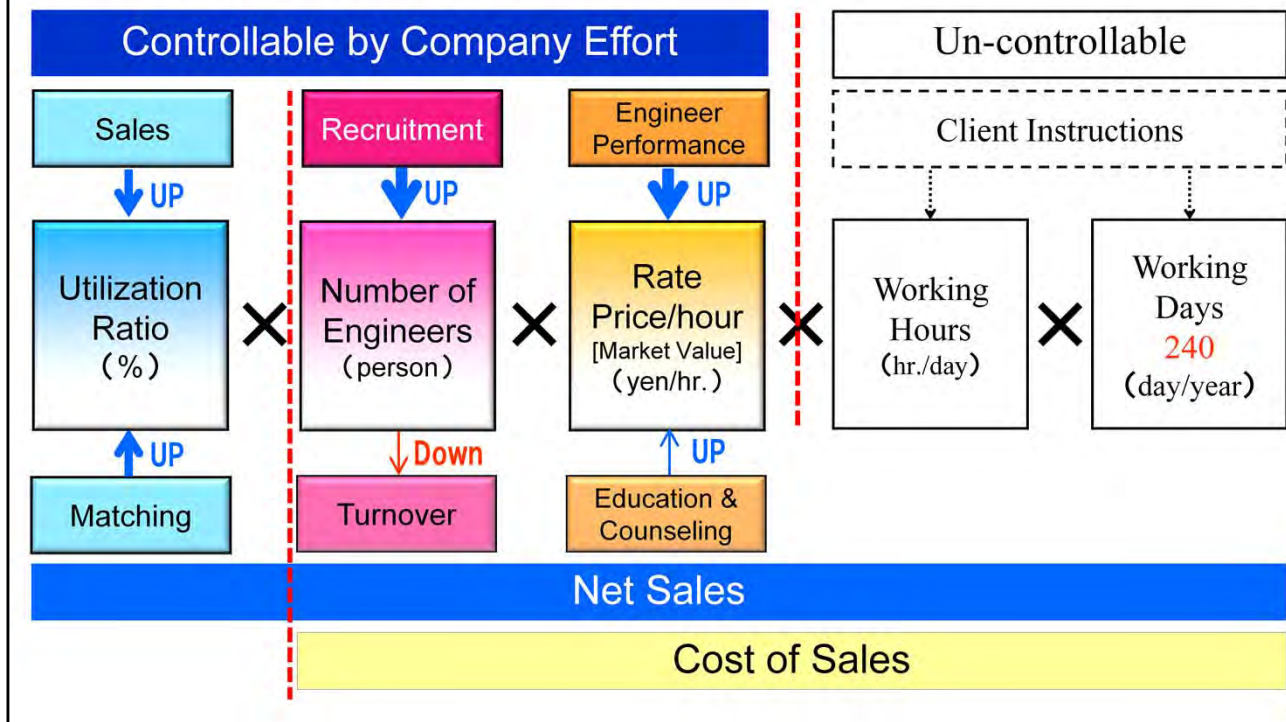 Controllable by Company Effort
Un-controllable
Sales
Recruitment
Engineer
Performance
Client Instructions
UP
UP
UP
Utilization
Ratio
(%)
×
Number of
Engineers
(person)
×
Rate
Price/hour
[Market Value]
(yen/hr.)
×
Working
Hours
(hr./day)
×
Working
Days
240
(day/year)
UP
Down
UP
Matching
Turnover
Education &
Counseling
Net Sales
Cost of Sales